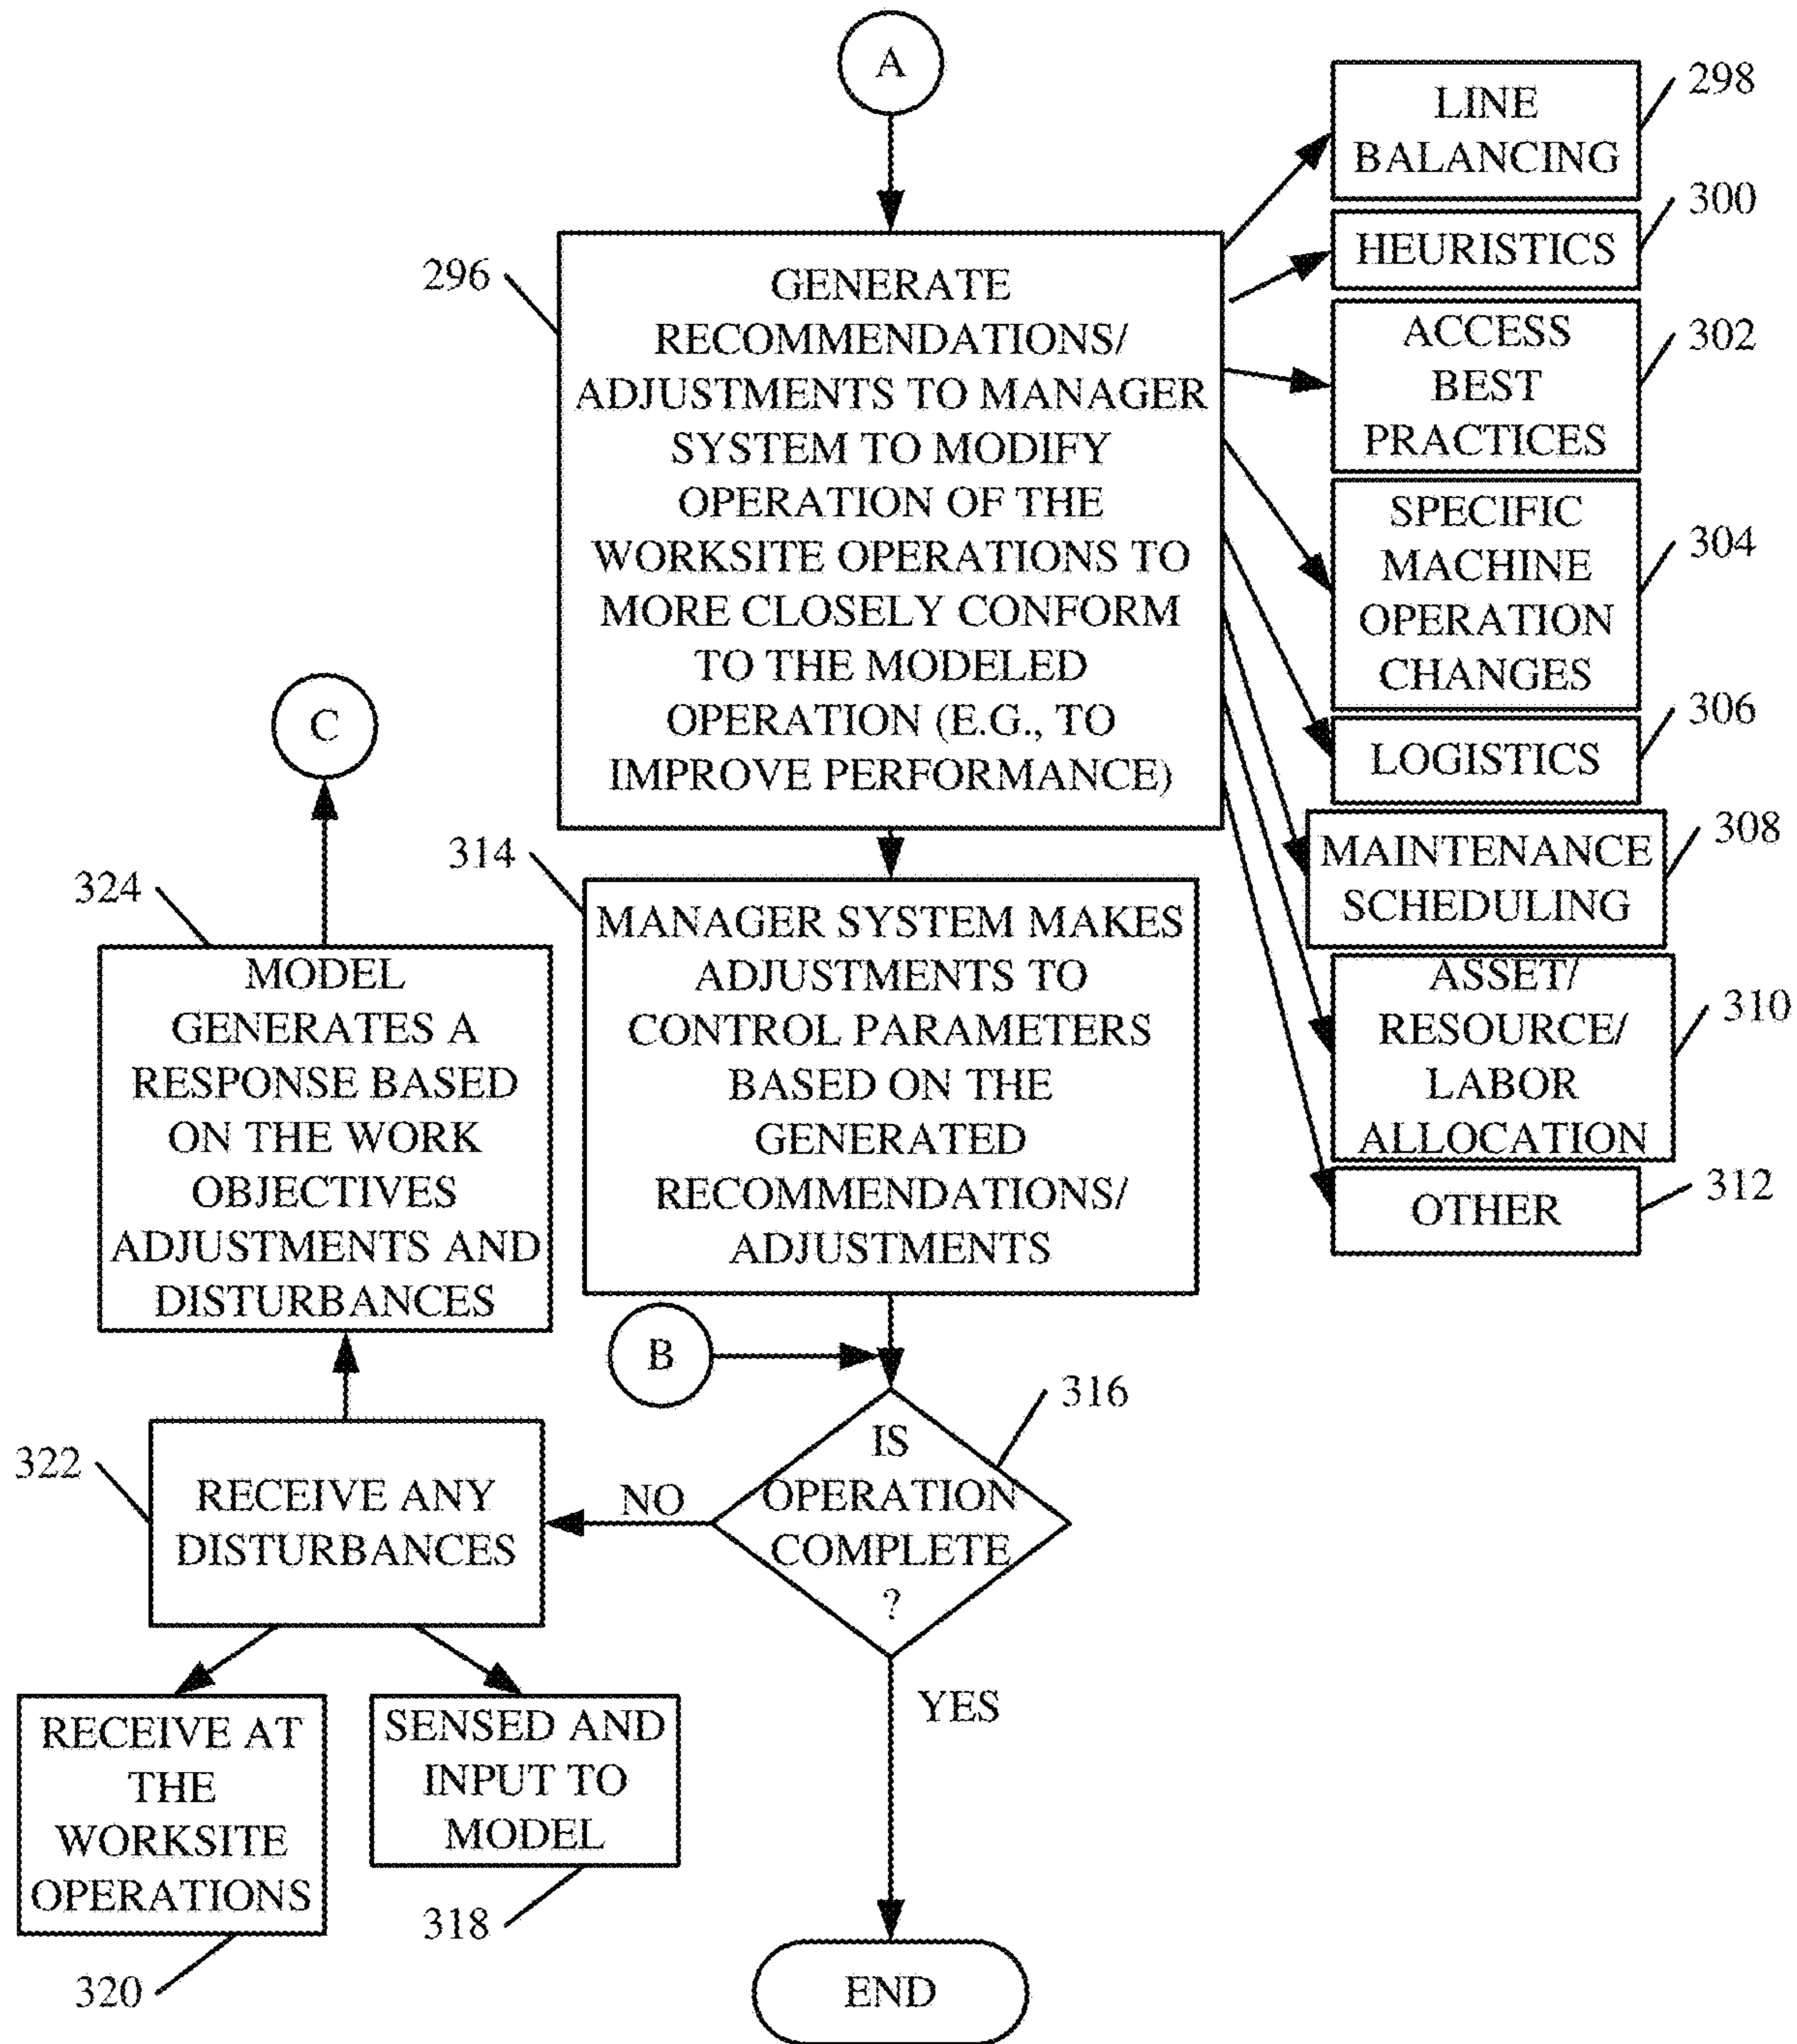 A
296
GENERATE
RECOMMENDATIONS/
ADJUSTMENTS TO MANAGER
SYSTEM TO MODIFY
OPERATION OF THE
WORKSITE OPERATIONS TO
MORE CLOSELY CONFORM
TO THE MODELED
OPERATION (E.G., TO
IMPROVE PERFORMANCE)
LINE
BALANCING
298
HEURISTICS
300
ACCESS
BEST
PRACTICES
302
SPECIFIC
MACHINE
OPERATION
CHANGES
304
LOGISTICS
306
MAINTENANCE
SCHEDULING
308
ASSET/
RESOURCE/
LABOR
ALLOCATION
310
OTHER
312
314
MANAGER SYSTEM MAKES
ADJUSTMENTS TO
CONTROL PARAMETERS
BASED ON THE
GENERATED
RECOMMENDATIONS/
ADJUSTMENTS
B
316
IS
OPERATION
COMPLETE
?
NO
YES
END
C
324
MODEL
GENERATES A
RESPONSE BASED
ON THE WORK
OBJECTIVES
ADJUSTMENTS AND
DISTURBANCES
322
RECEIVE ANY
DISTURBANCES
RECEIVE AT
THE
WORKSITE
OPERATIONS
320
SENSED AND
INPUT TO
MODEL
318